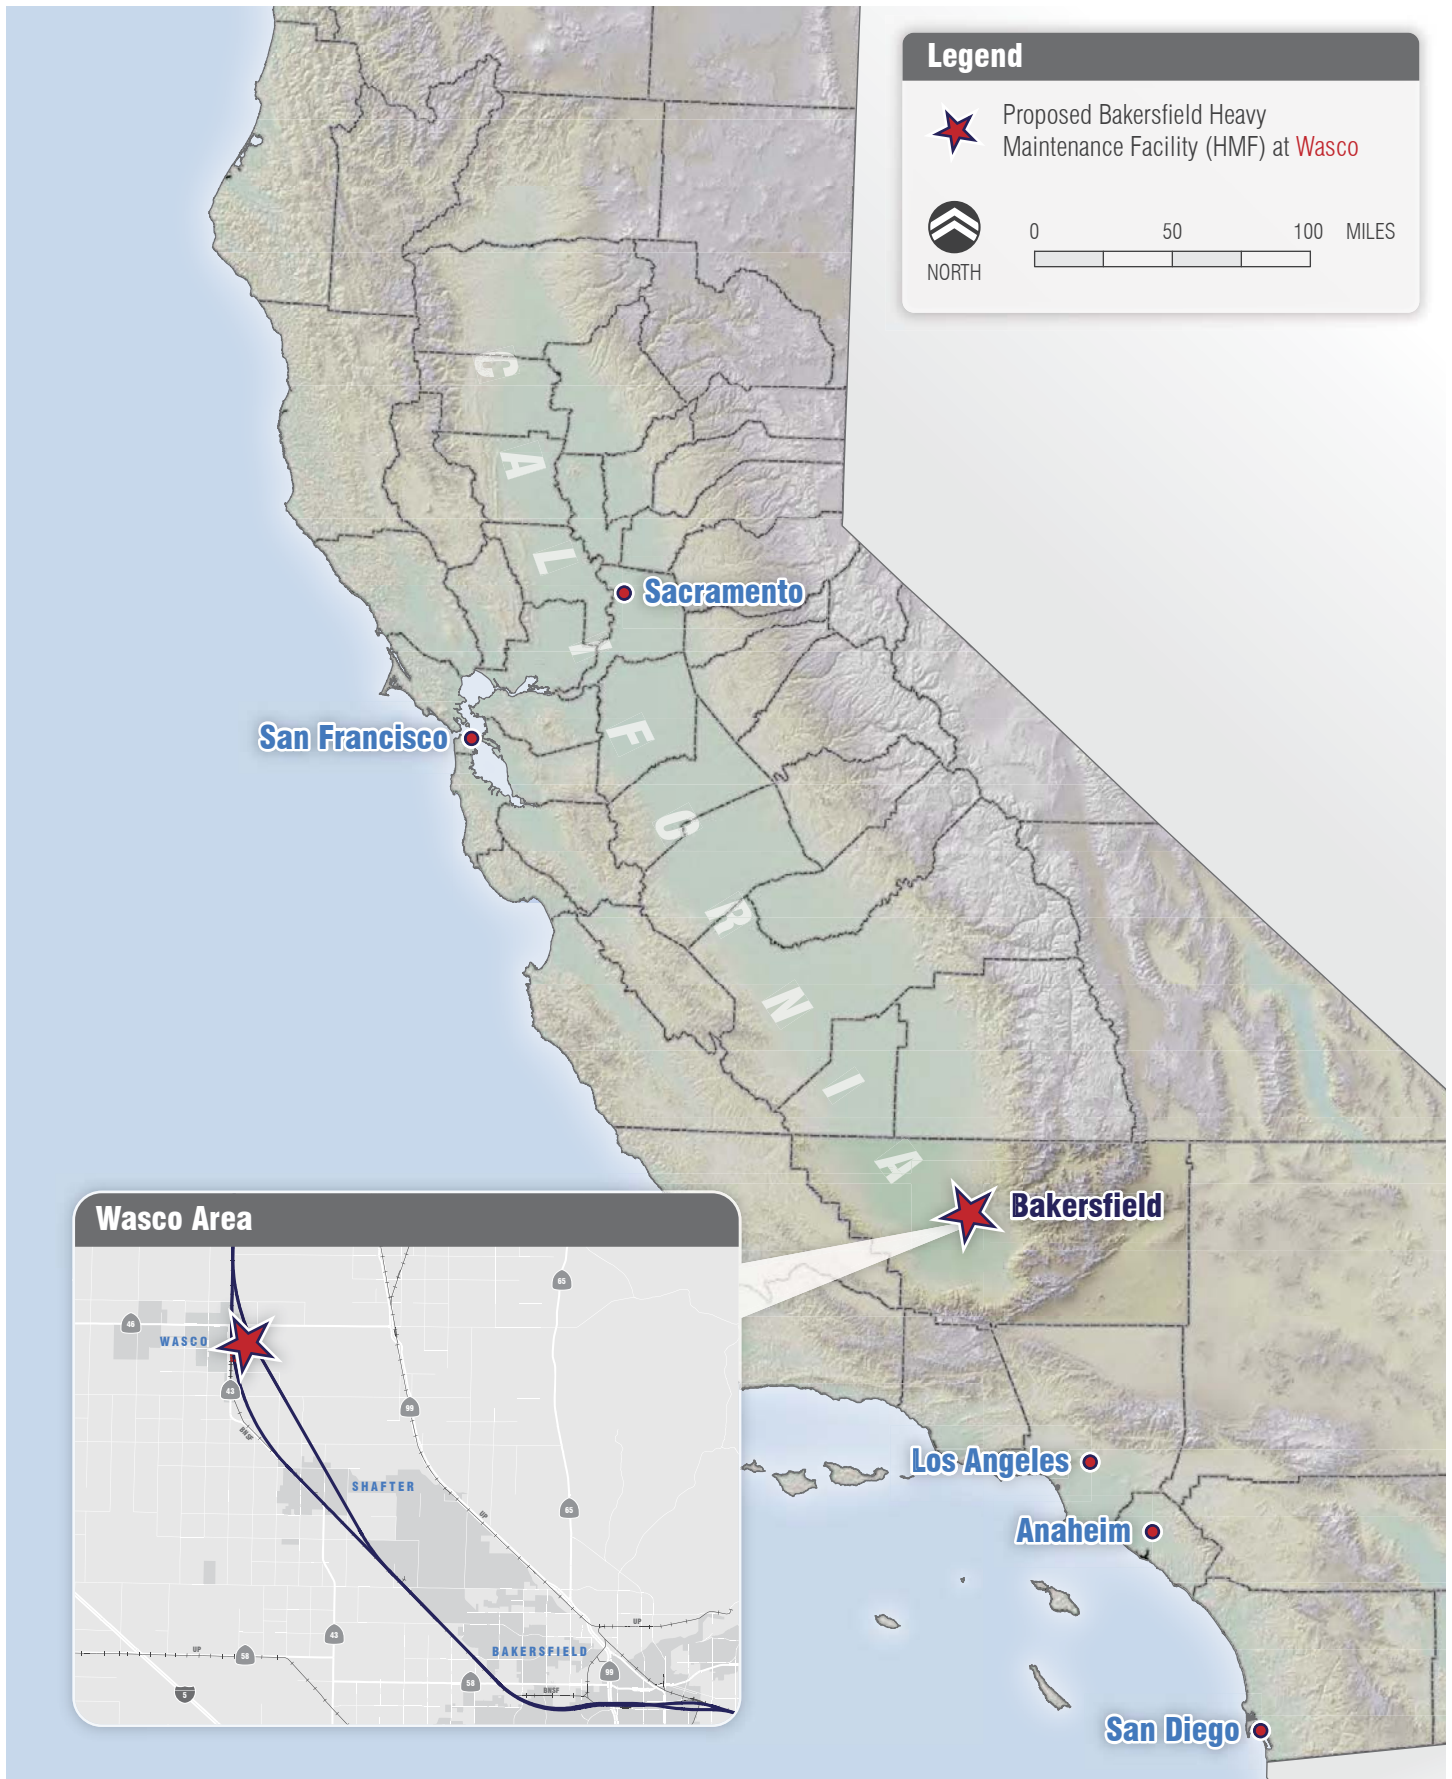 Legend
Proposed Bakersfield Heavy
Maintenance Facility (HMF) at Wasco
0 50 100 MILES
NORTH
C
A
L
I
F
O
R
N
I
A
Sacramento
San Francisco
Bakersfield
Los Angeles
Anaheim
San Diego
Wasco Area
65
46
WASCO
43
99
BNSF
SHAFTER
65
UP
UP
43
BAKERSFIELD
UP
58
99
58
BNSF
5